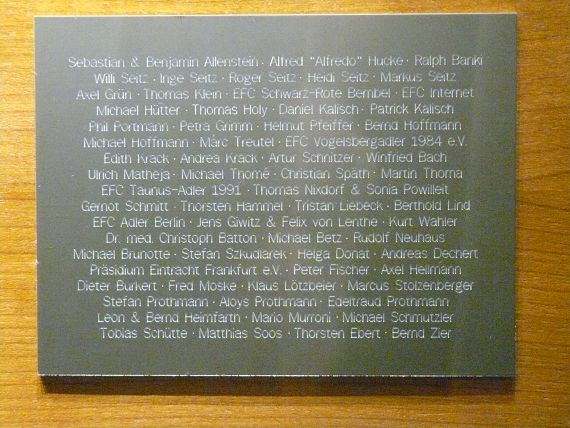 Sebastian & Benjamin Allenstein · Alfred "Alfredo" Hucke · Ralph Banki
Willi Seitz · Inge Seitz · Roger Seitz · Heidi Seitz · Markus Seitz
Axel Grün · Thomas Klein · EFC Schwarz-Rote Bembel · EFC Internet
Michael Hütter · Thomas Holy · Daniel Kalisch · Patrick Kalisch
Phil Portmann · Petra Grimm · Helmut Pfeiffer · Bernd Hoffmann
Michael Hoffmann · Marc Treutel · EFC Vogelsbergadler 1984 e.V.
Edith Krack · Andrea Krack · Artur Schnitzer · Winfried Bach
Ulrich Matheja · Michael Thomé · Christian Späth · Martin Thoma
EFC Taunus-Adler 1991 · Thomas Nixdorf & Sonia Powilleit
Gernot Schmitt · Thorsten Hammel · Tristan Liebeck · Berthold Lind
EFC Adler Berlin · Jens Giwitz & Felix von Lenthe · Kurt Wahler
Dr. med. Christoph Batton · Michael Betz · Rudolf Neuhaus
Michael Brunotte · Stefan Szkudlarek · Helga Donat · Andreas Dechert
Präsidium Eintracht Frankfurt e.V. · Peter Fischer · Axel Hellmann
Dieter Burkert · Fred Moske · Klaus Lötzbeier · Marcus Stolzenberger
Stefan Prothmann · Aloys Prothmann · Edeltraud Prothmann
Leon & Bernd Heimfarth · Mario Murroni · Michael Schmutzler
Tobias Schütte · Matthias Soos · Thorsten Ebert · Bernd Zier